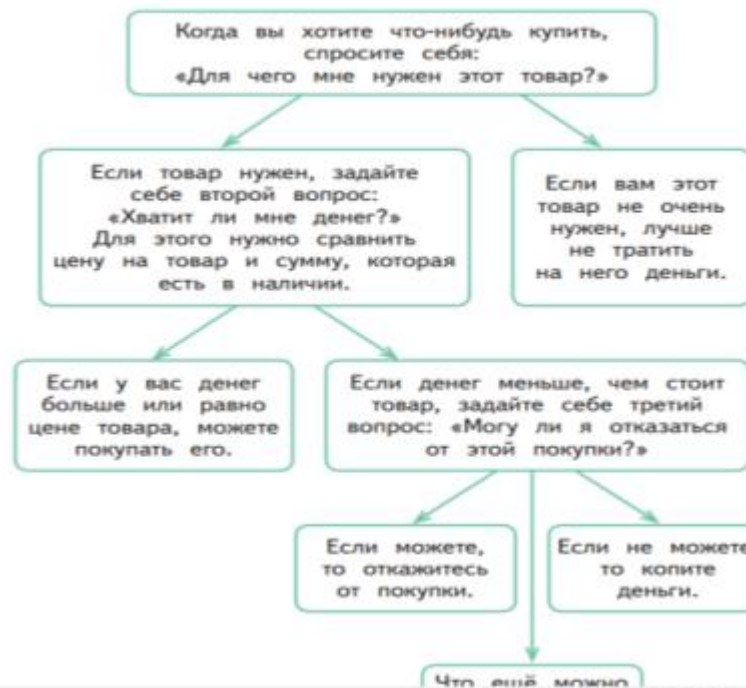 Когда вы хотите что-нибудь купить,
спросите себя:
«Для чего мне нужен этот товар?»
Если товар нужен, задайте
себе второй вопрос:
«Хватит ли мне денег?»
Для этого нужно сравнить
цену на товар и сумму, которая
есть в наличии.
Если вам этот
товар не очень
нужен, лучше
не тратить
на него деньги.
Если у вас денег
больше или равно
цене товара, можете
покупать его.
Если денег меньше, чем стоит
товар, задайте себе третий
вопрос: «Могу ли я отказаться
от этой покупки?»
Если можете,
то откажитесь
от покупки.
Если не можете
то копите
деньги.
Что ещё можно